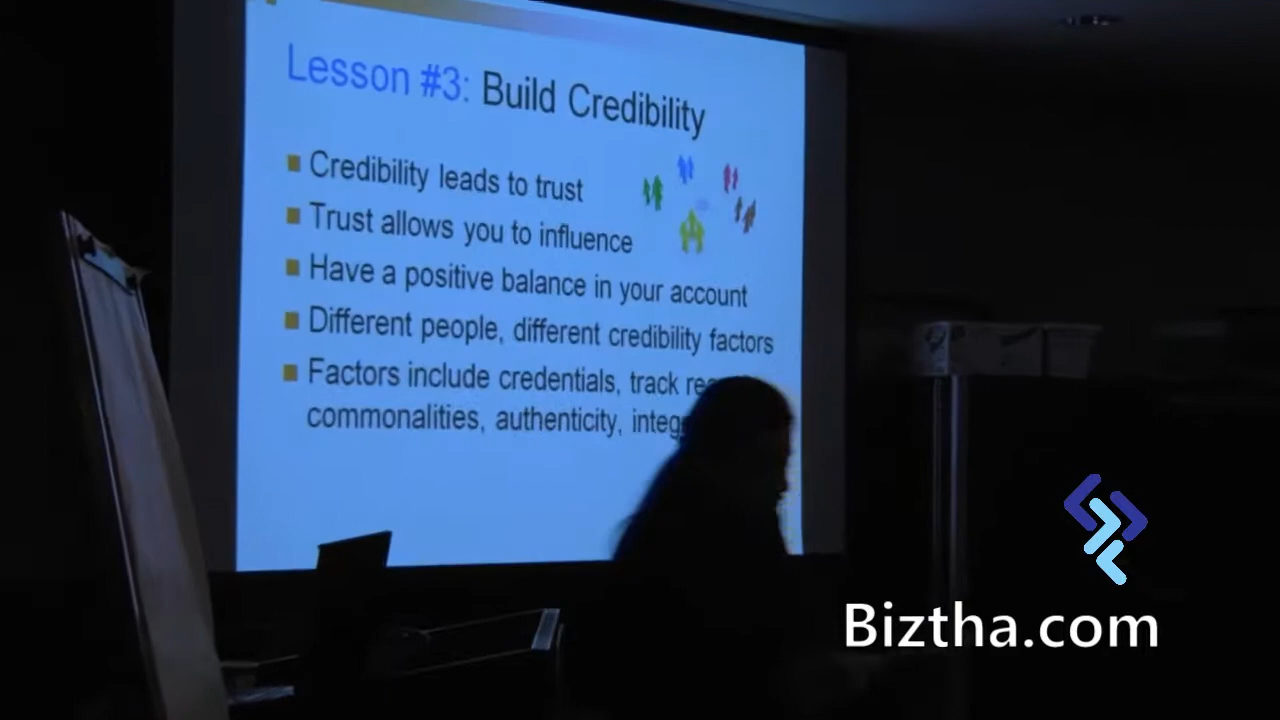 Lesson #3: Build Credibility
Credibility leads to trust
Trust allows you to influence
Have a positive balance in your account
Different people, different credibility factors
Factors include credentials, track
commonalities, authenticity,
Biztha.com